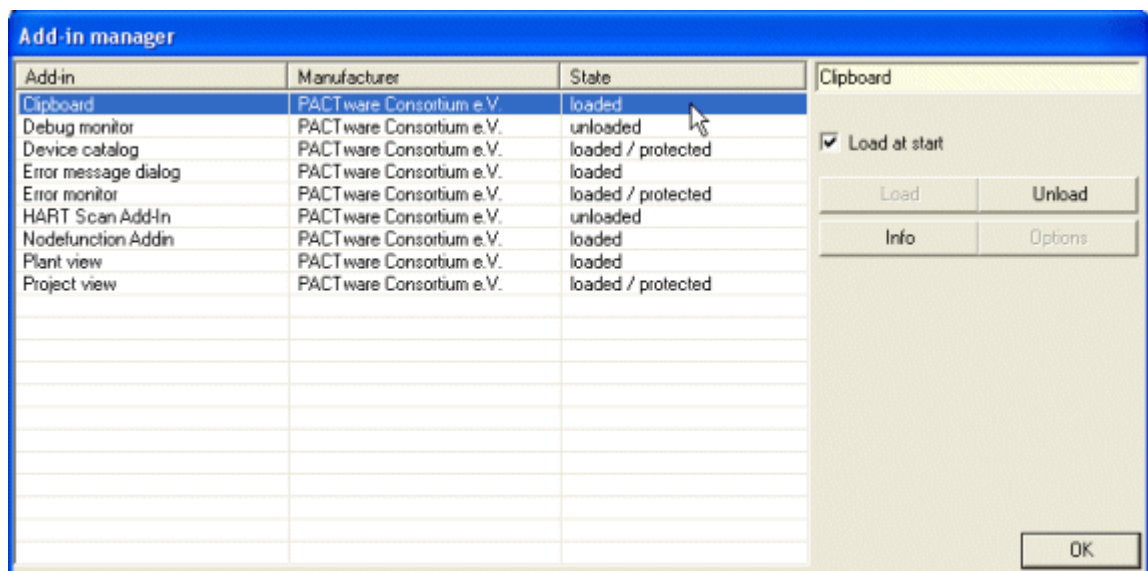 Add-in manager
Add-in Manufacturer State
Clipboard PACTware Consortium e.V. loaded
Debug monitor PACTware Consortium e.V. unloaded
Device catalog PACTware Consortium e.V. loaded / protected
Error message dialog PACTware Consortium e.V. loaded
Error monitor PACTware Consortium e.V. loaded / protected
HART Scan Add-In PACTware Consortium e.V. unloaded
Nodefunction Addin PACTware Consortium e.V. loaded
Plant view PACTware Consortium e.V. loaded
Project view PACTware Consortium e.V. loaded / protected
Clipboard
Load at start
Load Unload
Info Options
OK